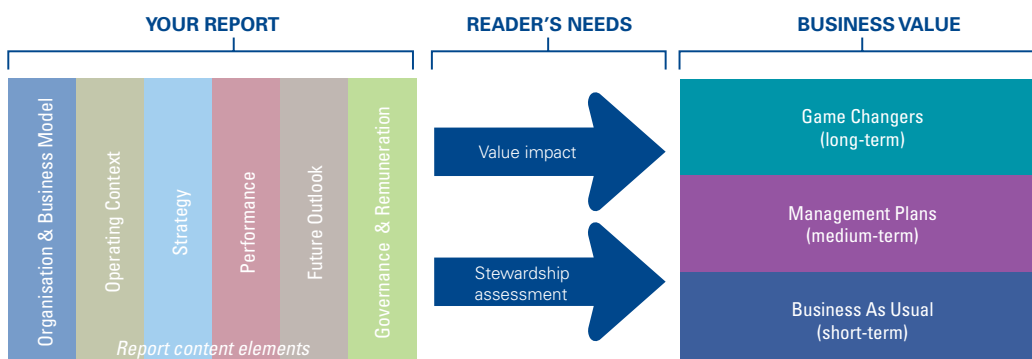 YOUR REPORT
READER'S NEEDS
BUSINESS VALUE
Organisation & Business Model
Operating Context
Strategy
Performance
Future Outlook
Governance & Remuneration
Report content elements
Value impact
Stewardship
assessment
Game Changers
(long-term)
Management Plans
(medium-term)
Business As Usual
(short-term)